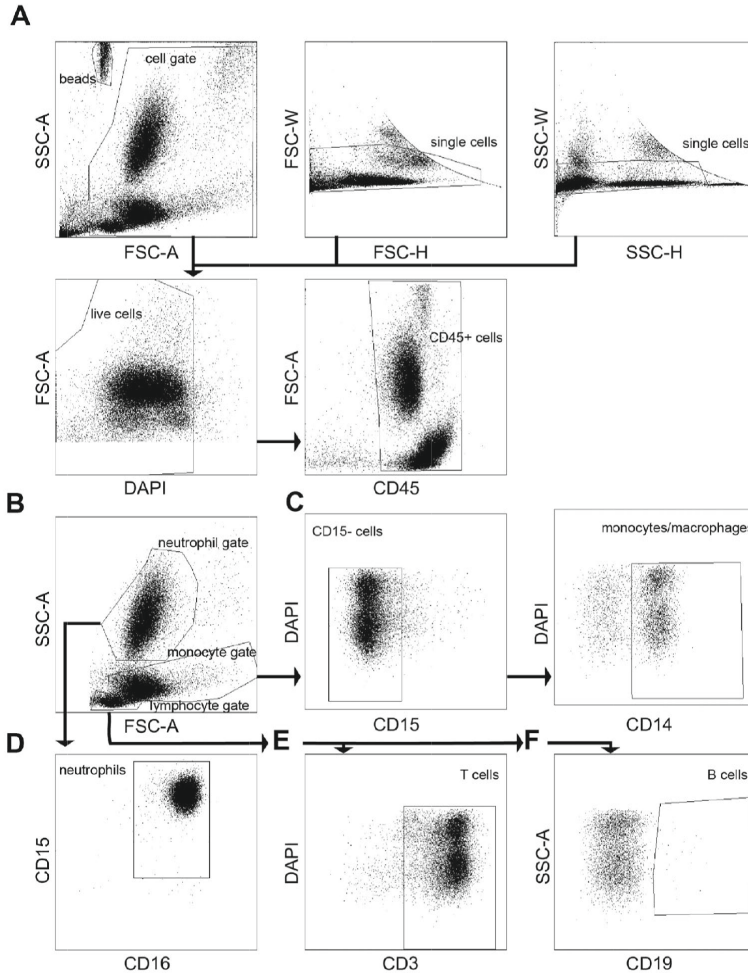 A
beads
cell gate
SSC-A
FSC-A
single cells
FSC-W
FSC-H
single cells
SSC-W
SSC-H
live cells
FSC-A
DAPI
CD45+ cells
FSC-A
CD45
B
neutrophil gate
monocyte gate
lymphocyte gate
SSC-A
FSC-A
C
CD15- cells
DAPI
CD15
monocytes/macrophages
DAPI
CD14
D
neutrophils
CD15
CD16
E
T cells
DAPI
CD3
F
B cells
SSC-A
CD19